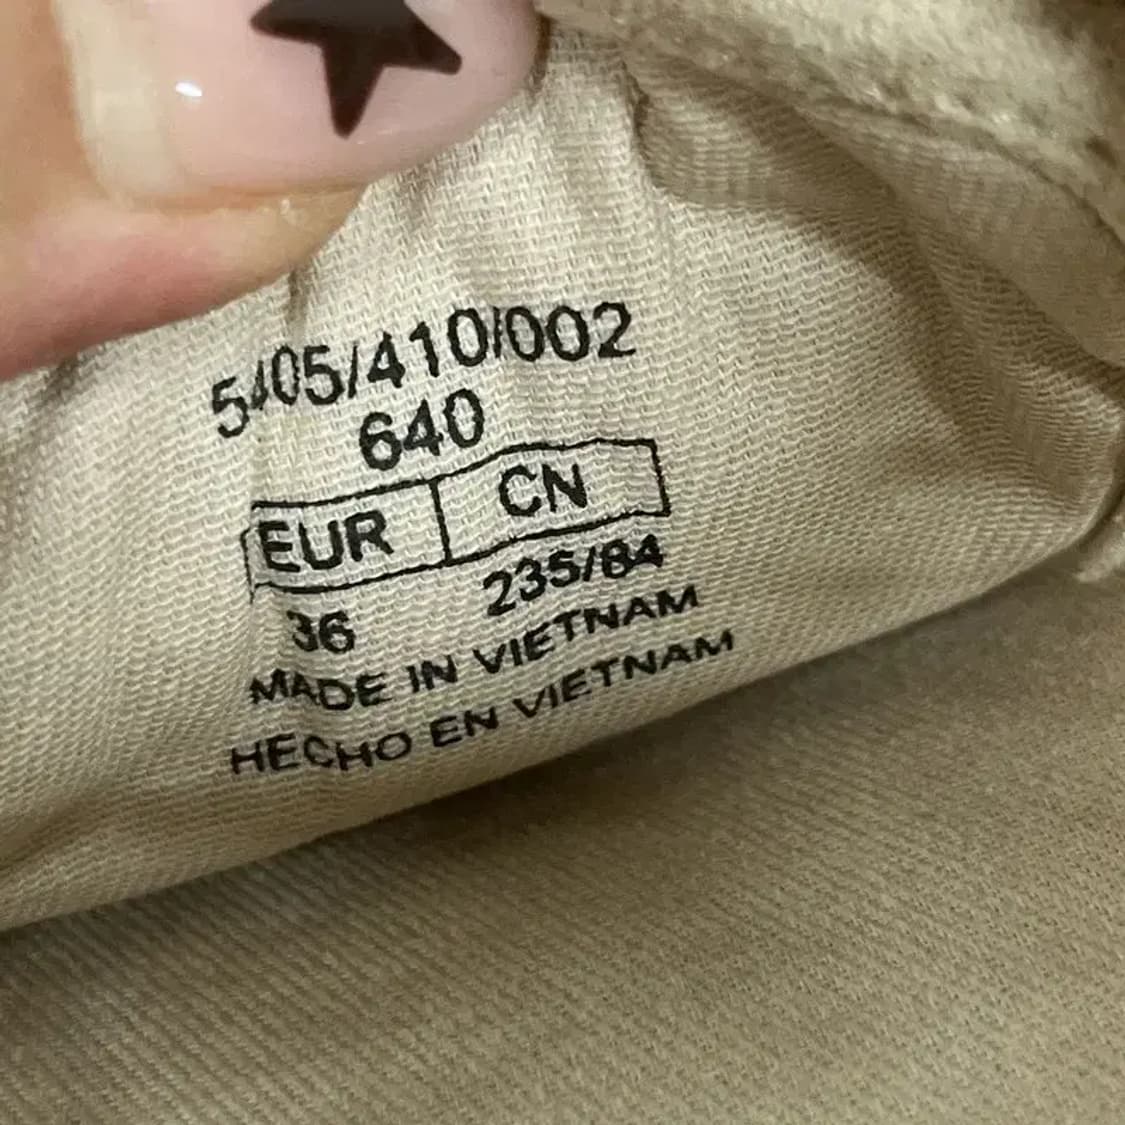 5405/410/002
640
EUR CN
36 235/84
MADE IN VIETNAM
HECHO EN VIETNAM